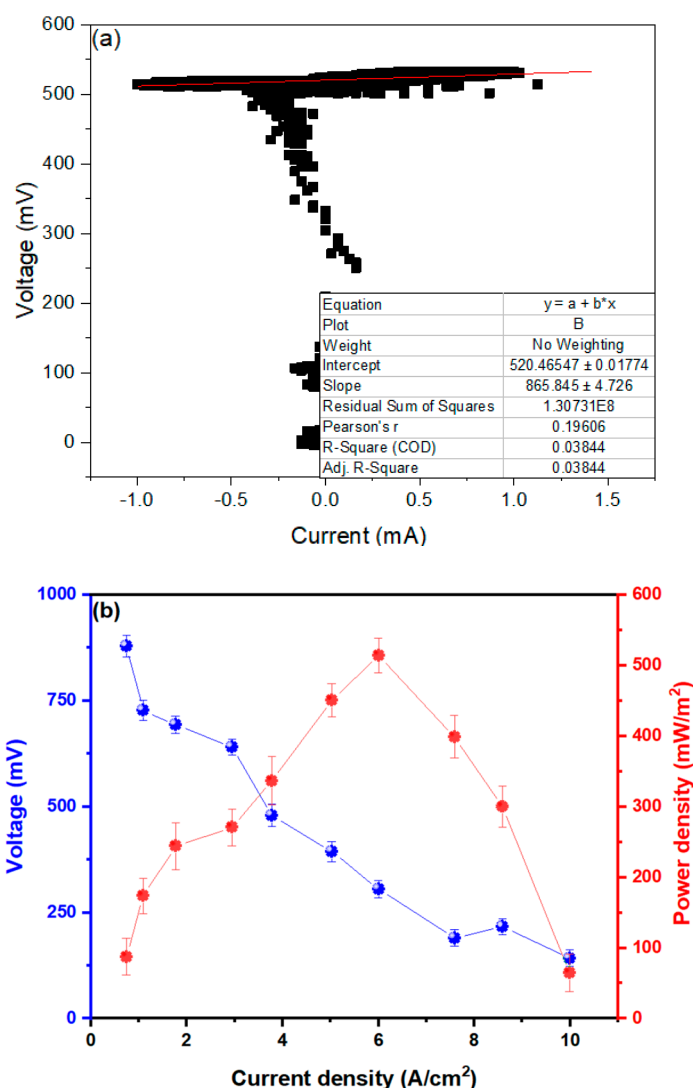 (a)
600
500
400
300
200
100
0
Voltage (mV)
Equation y = a + b*x
Plot B
Weight No Weighting
Intercept 520.46547 ± 0.01774
Slope 865.845 ± 4.726
Residual Sum of Squares 1.30731E8
Pearson's r 0.19606
R-Square (COD) 0.03844
Adj. R-Square 0.03844
-1.0 -0.5 0.0 0.5 1.0 1.5
Current (mA)
(b)
1000
750
500
250
0
Voltage (mV)
600
500
400
300
200
100
0
Power density (mW/m²)
0 2 4 6 8 10
Current density (A/cm²)